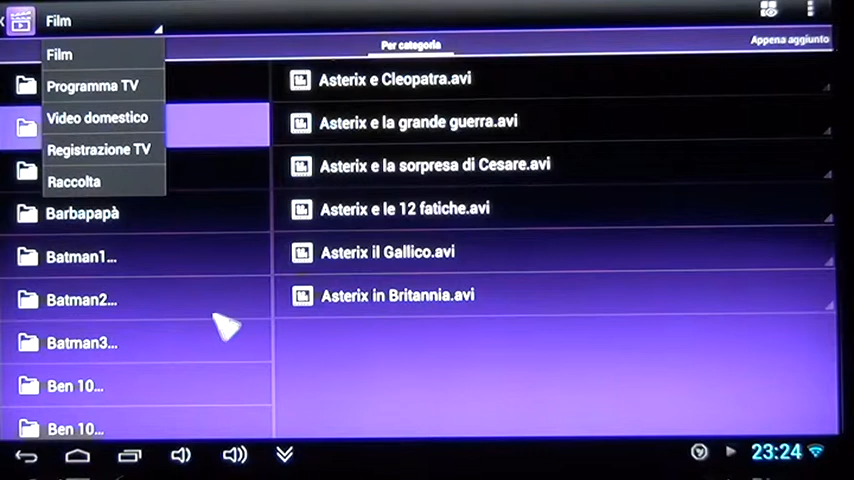 Film
Per categoria
Appena aggiunto
Film
Programma TV
Video domestico
Registrazione TV
Raccolta
Barbapapà
Batman1...
Batman2...
Batman3...
Ben 10...
Ben 10...
Asterix e Cleopatra.avi
Asterix e la grande guerra.avi
Asterix e la sorpresa di Cesare.avi
Asterix e le 12 fatiche.avi
Asterix il Gallico.avi
Asterix in Britannia.avi
23:24